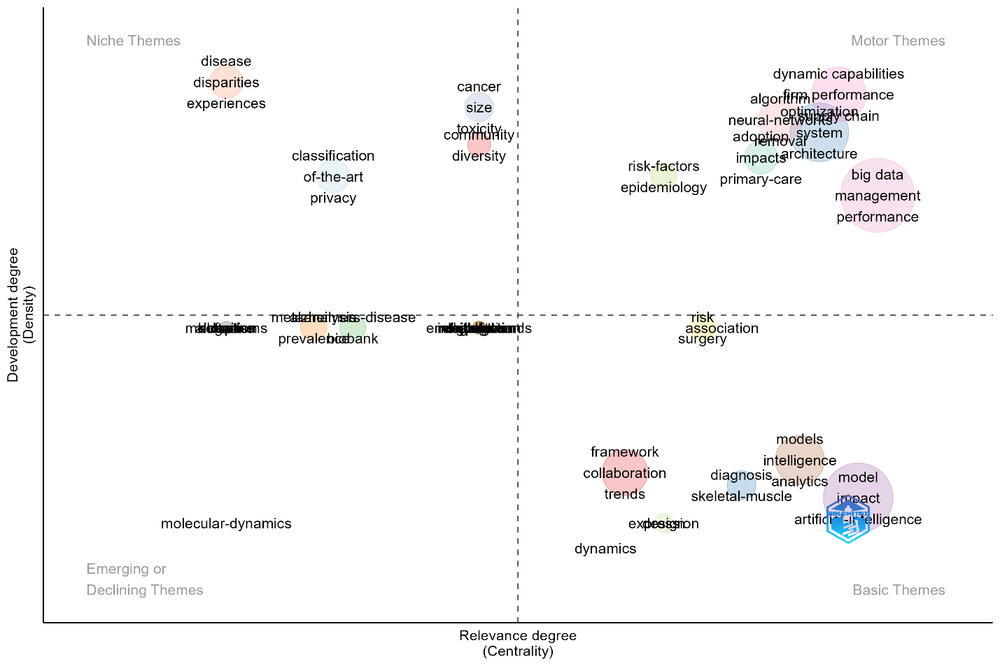 Niche Themes
Motor Themes
disease
disparities
experiences
cancer
size
toxicity
community
diversity
classification
of-the-art
privacy
dynamic capabilities
firm performance
supply chain
algorithm
neural-networks
optimization
system
architecture
removal
adoption
impacts
primary-care
risk-factors
epidemiology
big data
management
performance
alzheimers-disease
prevalence
biobank
risk
association
surgery
framework
collaboration
trends
models
intelligence
analytics
diagnosis
skeletal-muscle
model
impact
artificial-intelligence
BIBLIOMETRIX
expression
design
dynamics
molecular-dynamics
Emerging or
Declining Themes
Basic Themes
Development degree
(Density)
Relevance degree
(Centrality)